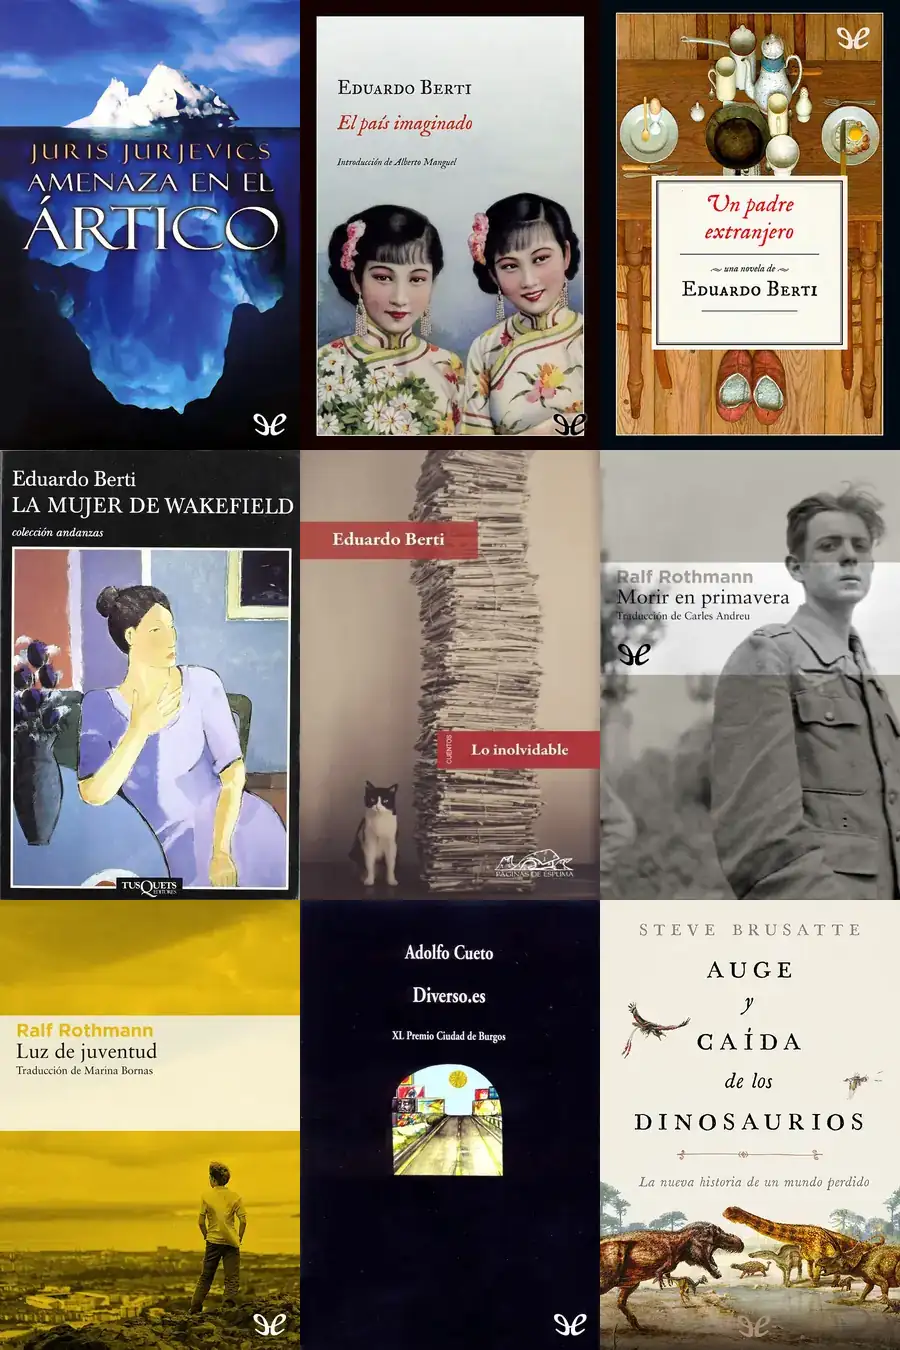 JURIS JURJEVICS
AMENAZA EN EL
ÁRTICO
EDUARDO BERTI
El país imaginado
Introducción de Alberto Manguel
Un padre
extranjero
una novela de
EDUARDO BERTI
Eduardo Berti
LA MUJER DE WAKEFIELD
colección andanzas
TUSQUETS
EDITORES
Eduardo Berti
CUENTOS
Lo inolvidable
PÁGINAS DE ESPUMA
Ralf Rothmann
Morir en primavera
Traducción de Carles Andreu
Ralf Rothmann
Luz de juventud
Traducción de Marina Bornas
Adolfo Cueto
Diverso.es
XL Premio Ciudad de Burgos
STEVE BRUSATTE
AUGE
y
CAÍDA
de los
DINOSAURIOS
La nueva historia de un mundo perdido